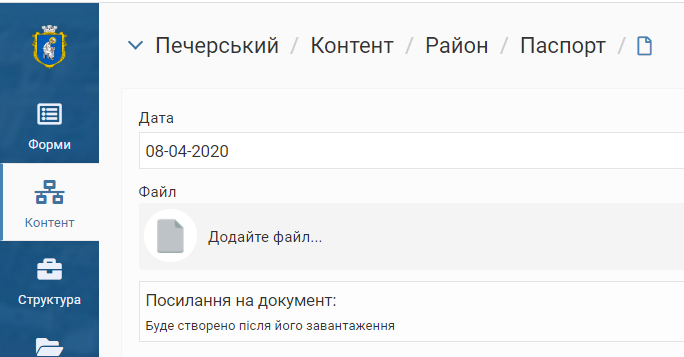 Печерський / Контент / Район / Паспорт /
Форми
Контент
Структура
Дата
08-04-2020
Файл
Додайте файл...
Посилання на документ:
Буде створено після його завантаження